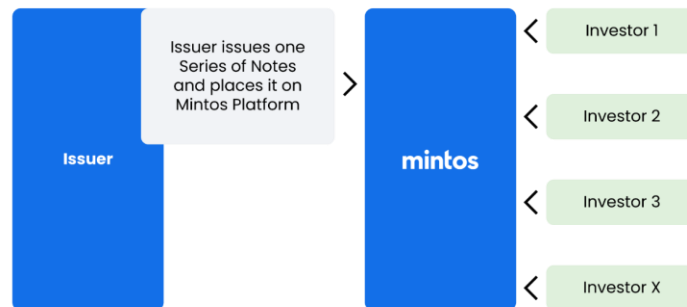 Issuer issues one
Series of Notes
and places it on
Mintos Platform
Issuer
mintos
Investor 1
Investor 2
Investor 3
Investor X